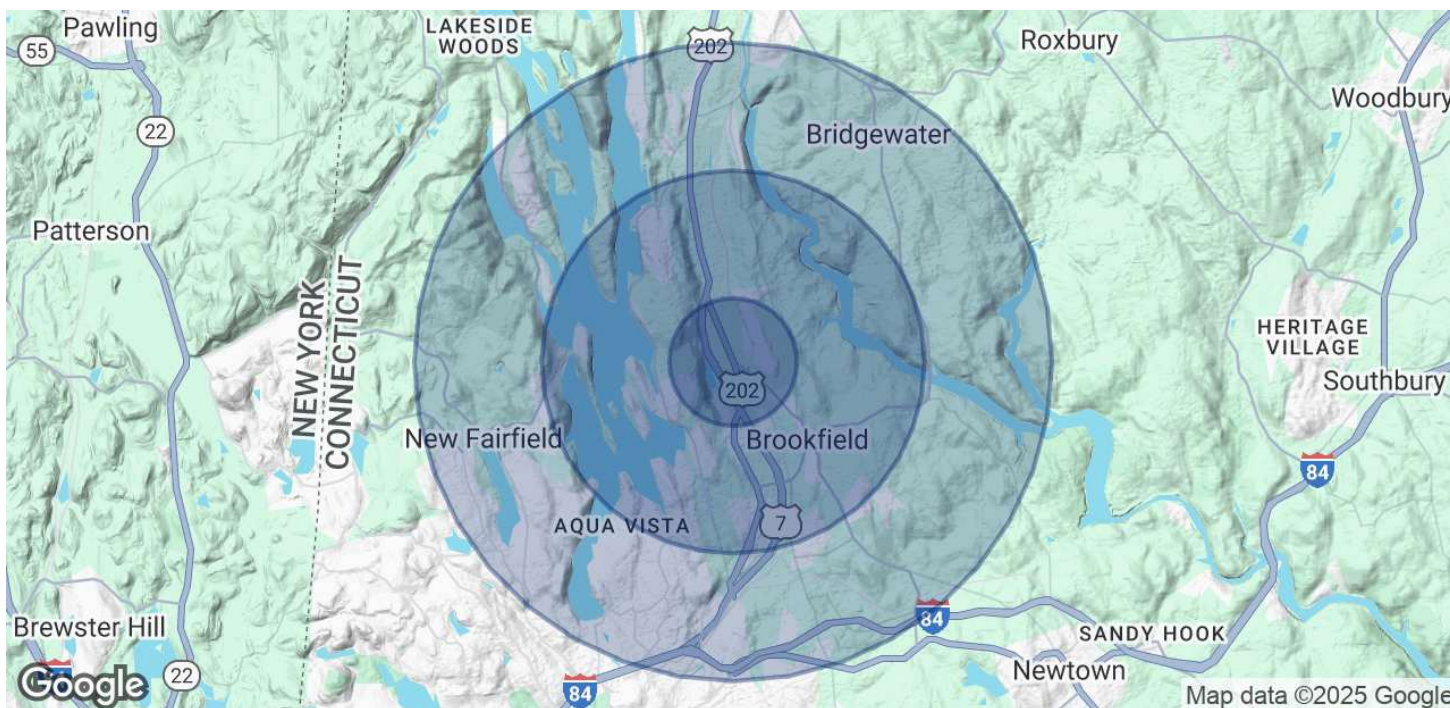 Pawling
55
LAKESIDE
WOODS
202
Roxbury
Woodbury
22
Bridgewater
Patterson
NEW YORK
CONNECTICUT
HERITAGE
VILLAGE
Southbury
202
New Fairfield
Brookfield
84
AQUA VISTA
7
84
Brewster Hill
SANDY HOOK
Newtown
22
84
Google
Map data ©2025 Google